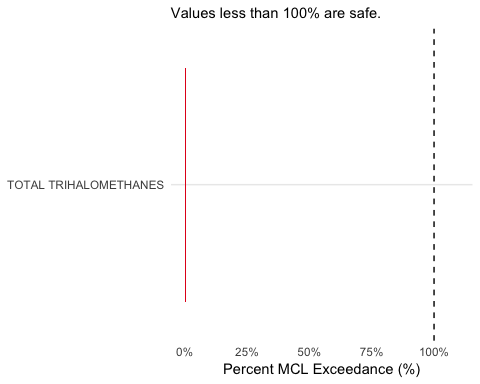 Values less than 100% are safe.
TOTAL TRIHALOMETHANES
0% 25% 50% 75% 100%
Percent MCL Exceedance (%)